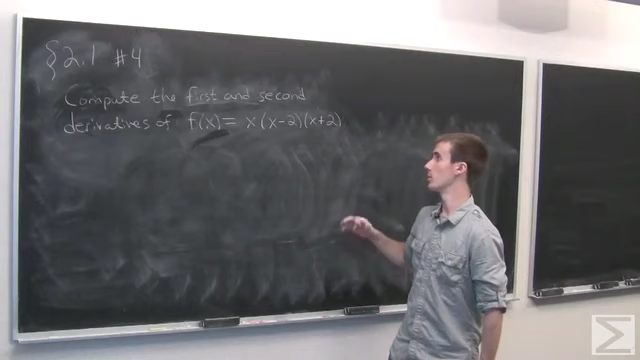 §2.1 #4
Compute the first and second
derivatives of f(x)= x(x-2)(x+2)
Σ